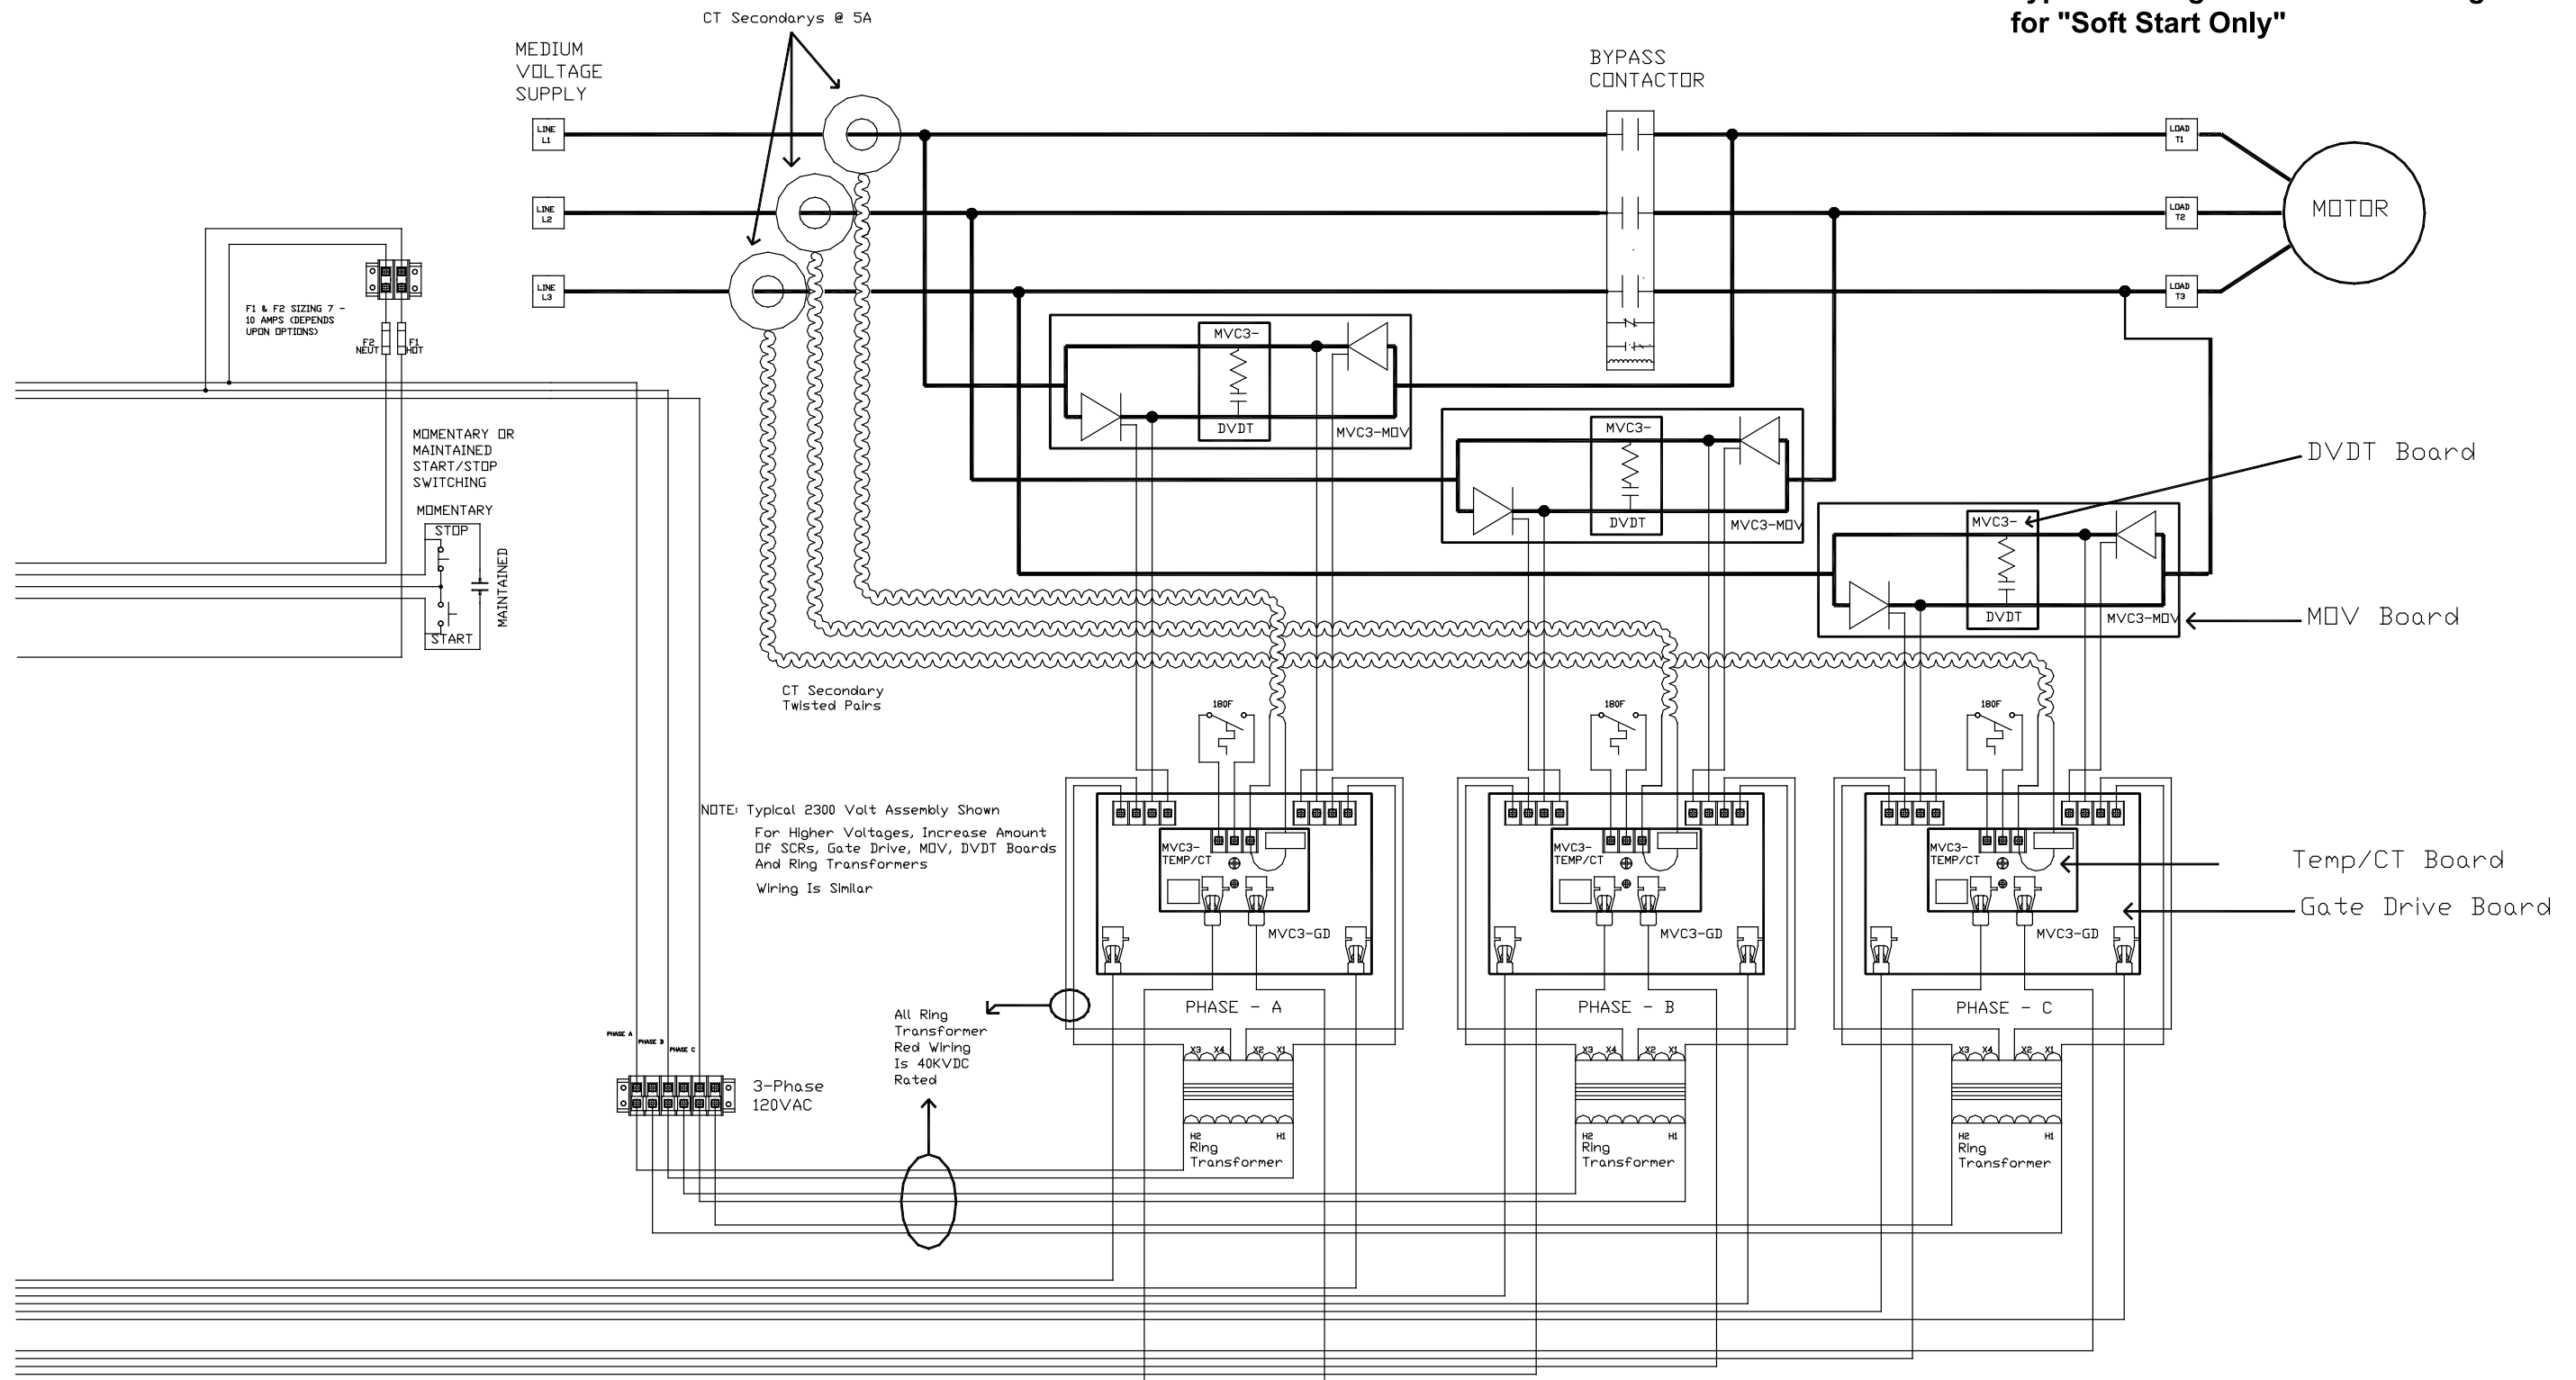 for "Soft Start Only"
CT Secondarys @ 5A
MEDIUM
VOLTAGE
SUPPLY
BYPASS
CONTACTOR
LINE
L1
LOAD
T1
LINE
L2
LOAD
T2
MOTOR
LINE
L3
LOAD
T3
F1 & F2 SIZING 7 -
10 AMPS (DEPENDS
UPON OPTIONS)
F2
NEUT
F1
HOT
MVC3-
DVDT
MVC3-MOV
MVC3-
DVDT
MVC3-MOV
MVC3-
DVDT
MVC3-MOV
DVDT Board
MOV Board
MOMENTARY OR
MAINTAINED
START/STOP
SWITCHING
MOMENTARY
STOP
MAINTAINED
START
CT Secondary
Twisted Pairs
180F
180F
180F
NOTE: Typical 2300 Volt Assembly Shown
For Higher Voltages, Increase Amount
Of SCRs, Gate Drive, MOV, DVDT Boards
And Ring Transformers
Wiring Is Similar
MVC3-
TEMP/CT
MVC3-GD
MVC3-
TEMP/CT
MVC3-GD
MVC3-
TEMP/CT
MVC3-GD
Temp/CT Board
Gate Drive Board
PHASE - A
PHASE - B
PHASE - C
All Ring
Transformer
Red Wiring
Is 40KVDC
Rated
PHASE A
PHASE B
PHASE C
3-Phase
120VAC
X3 X4 X2 X1
X3 X4 X2 X1
X3 X4 X2 X1
H2 H1
Ring
Transformer
H2 H1
Ring
Transformer
H2 H1
Ring
Transformer